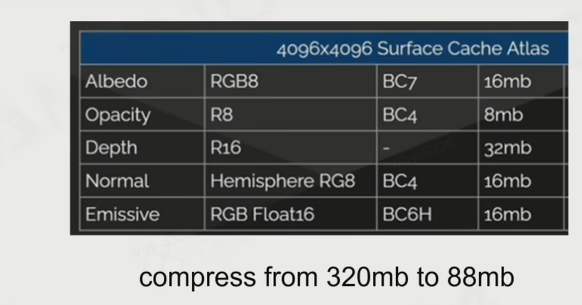 4096x4096 Surface Cache Atlas
Albedo RGB8 BC7 16mb
Opacity R8 BC4 8mb
Depth R16 - 32mb
Normal Hemisphere RG8 BC4 16mb
Emissive RGB Float16 BC6H 16mb
compress from 320mb to 88mb